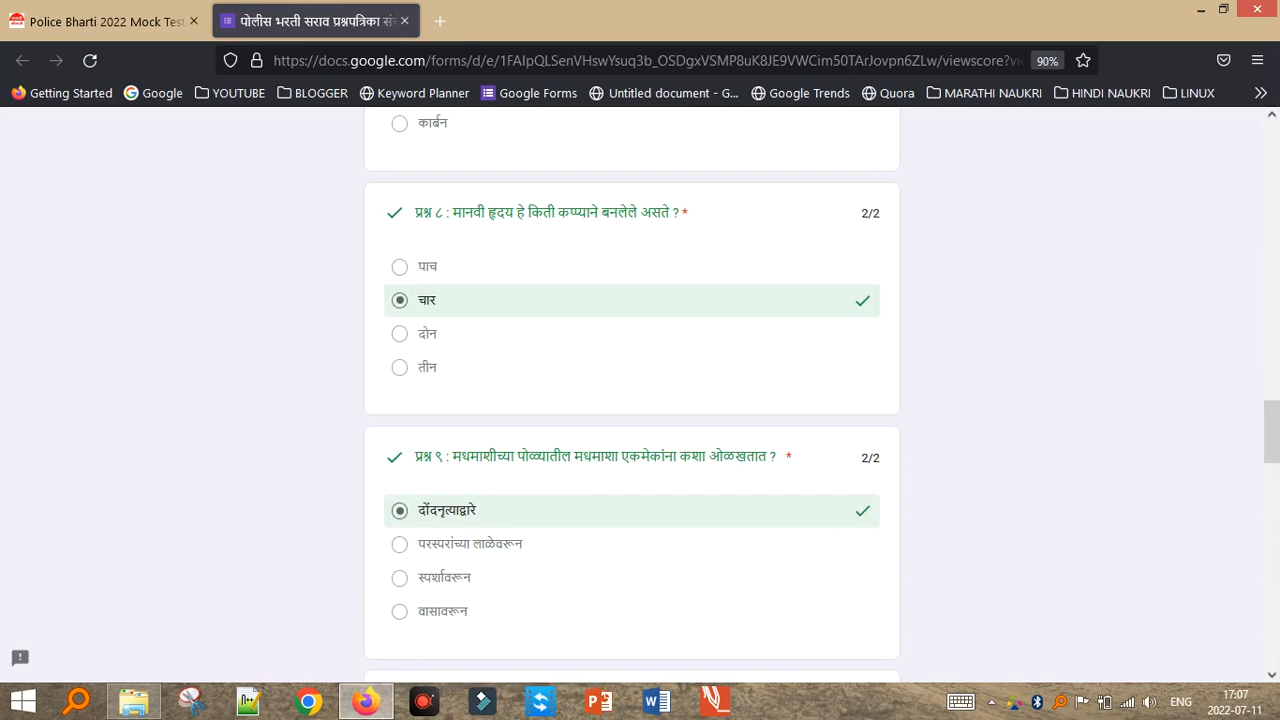 Police Bharti 2022 Mock Test
पोलीस भरती सराव प्रश्नपत्रिका संच
https://docs.google.com/forms/d/e/1FAIpQLSenVHswYsuq3b_OSDgxVSMP8uK8JE9VWCim50TArJovpn6ZLw/viewscore?vi
90%
Getting Started
Google
YOUTUBE
BLOGGER
Keyword Planner
Google Forms
Untitled document - G...
Google Trends
Quora
MARATHI NAUKRI
HINDI NAUKRI
LINUX
कार्बन
प्रश्न ८ : मानवी हृदय हे किती कप्प्याने बनलेले असते ? *
2/2
पाच
चार
दोन
तीन
प्रश्न ९ : मधमाशीच्या पोळ्यातील मधमाशा एकमेकांना कशा ओळखतात ? *
2/2
दोंदनृत्याद्वारे
परस्परांच्या लाळेवरून
स्पर्शावरून
वासावरून
ENG
17:07
2022-07-11